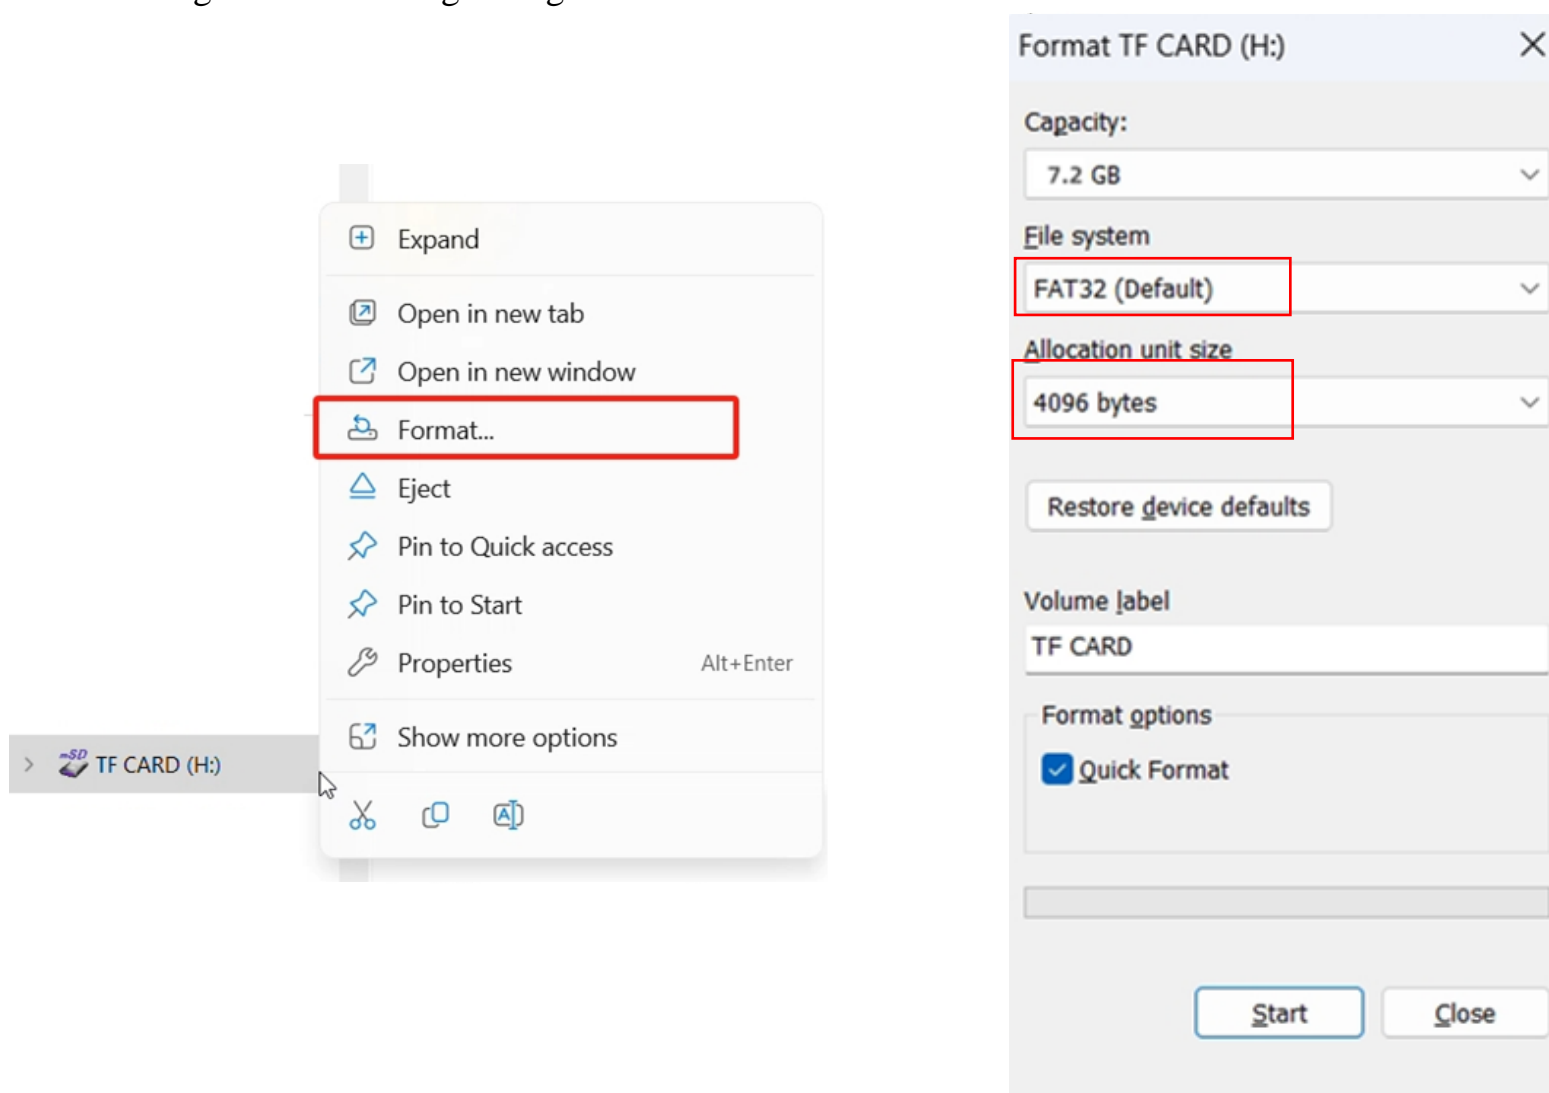 Expand
Open in new tab
Open in new window
Format...
Eject
Pin to Quick access
Pin to Start
Properties Alt+Enter
Show more options
TF CARD (H:)
Format TF CARD (H:)
Capacity:
7.2 GB
File system
FAT32 (Default)
Allocation unit size
4096 bytes
Restore device defaults
Volume label
TF CARD
Format options
Quick Format
Start Close